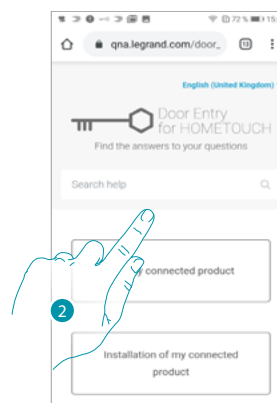 72 % 15:
qna.legrand.com/door_
English (United Kingdom)
Door Entry
for HOMETOUCH
Find the answers to your questions
Search help
y connected product
2
Installation of my connected
product